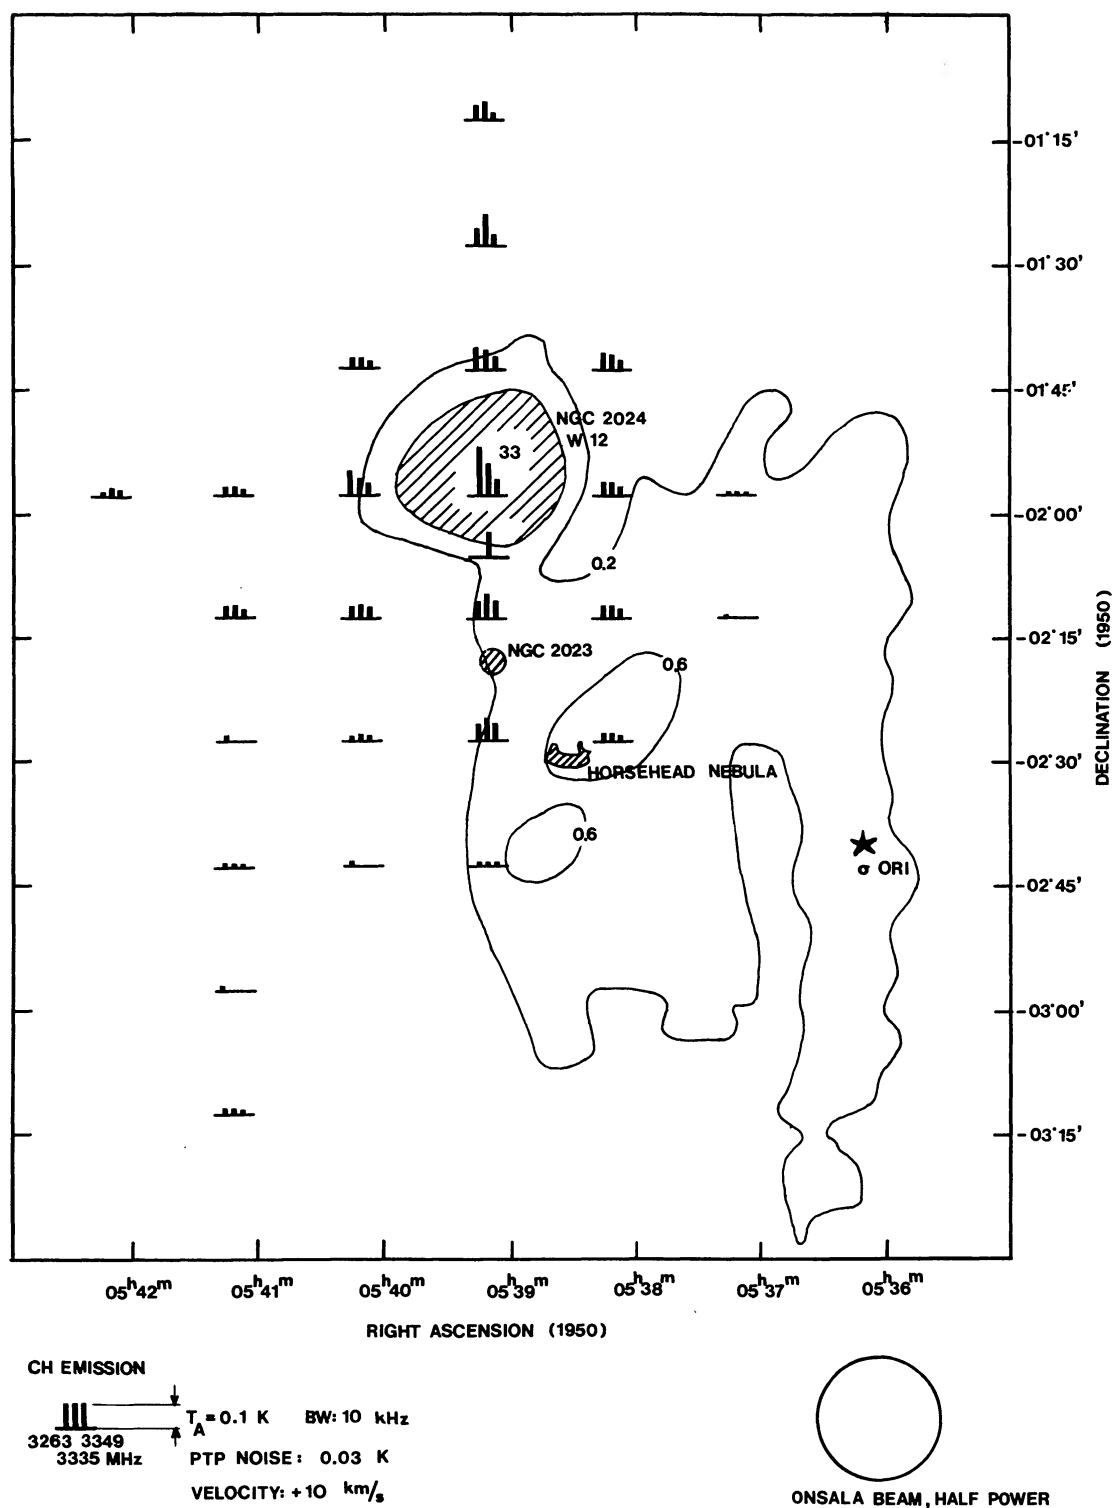 -01°15'
-01°30'
-01°45'
NGC 2024
W 12
33
-02°00'
0.2
-02°15'
NGC 2023
0.6
-02°30'
HORSEHEAD NEBULA
0.6
σ ORI
-02°45'
-03°00'
-03°15'
DECLINATION (1950)
05h42m 05h41m 05h40m 05h39m 05h38m 05h37m 05h36m
RIGHT ASCENSION (1950)
CH EMISSION
TA = 0.1 K BW: 10 kHz
3263 3349
3335 MHz
PTP NOISE: 0.03 K
VELOCITY: +10 km/s
ONSALA BEAM, HALF POWER